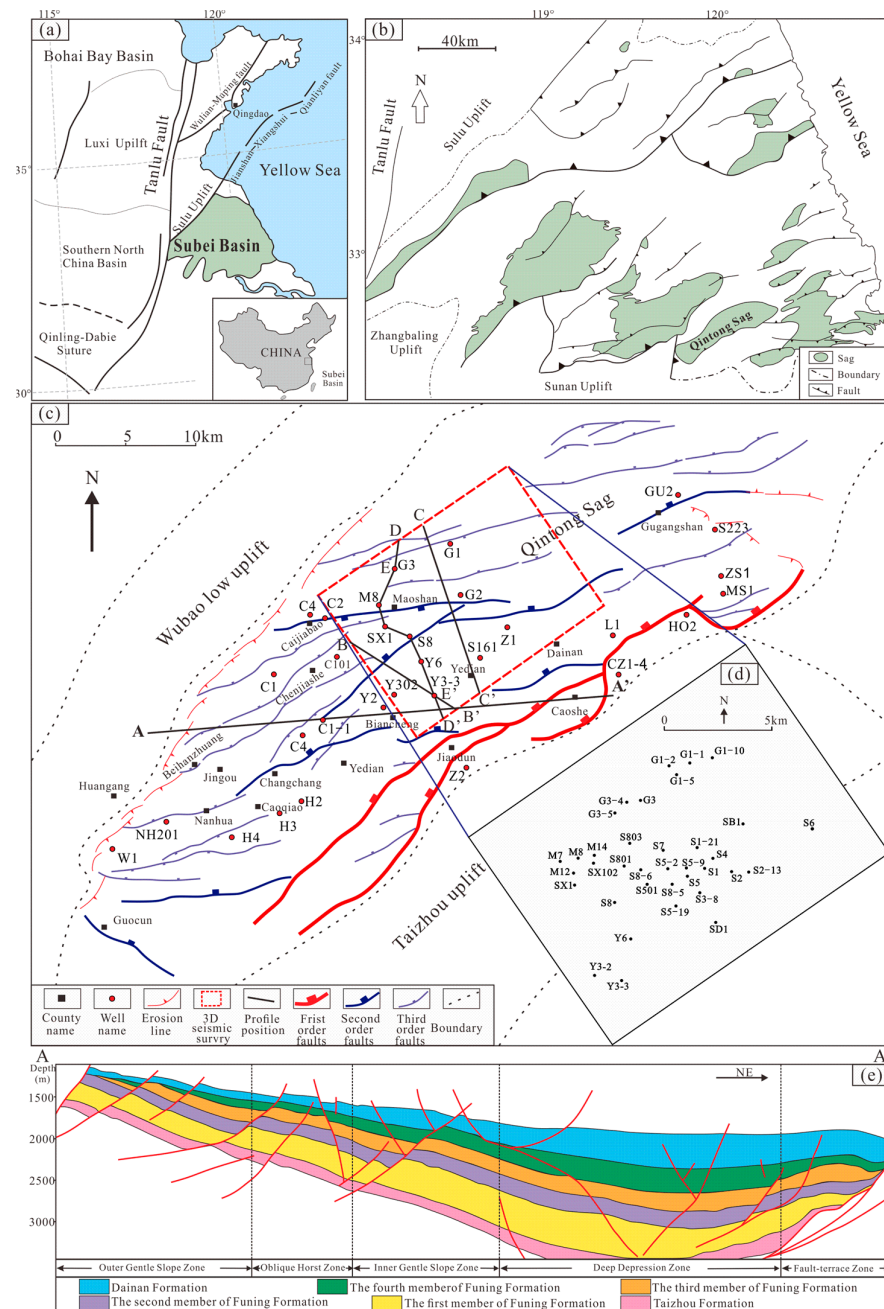 (a)
115°
120°
Bohai Bay Basin
Wulian-Moping fault
Qingdao
Qianliyan fault
Jianshan-Xiangshui
Luxi Uplift
Tanlu Fault
35°
Yellow Sea
Sulu Uplift
Subei Basin
Southern North
China Basin
Qinling-Dabie
Suture
30°
CHINA
Subei
Basin
(b)
119°
120°
34°
40km
N
Tanlu Fault
Sulu Uplift
Yellow Sea
33°
Zhangbaling
Uplift
Sunan Uplift
Qintong Sag
Sag
Boundary
Fault
(c)
0 5 10km
N
Wubao low uplift
Qintong Sag
Taizhou uplift
GU2
Gugangshan
S223
ZS1
MS1
HO2
D
C
G1
E
G3
M8
Maoshan
G2
C4
C2
Caijiabao
SX1
S8
Z1
L1
B
C101
Y6
S161
Dainan
Chenjiashe
Yedian
C1
Y302
Y3-3
C'
CZ1-4
A'
Y2
E'
B'
Caoshe
A
C1-1
Biancheng
D'
C4
Jiaodun
Beihanzhuang
Jingou
Changchang
Yedian
Z2
Huangang
Nanhua
Caoqiao
H2
H3
NH201
H4
W1
Guocun
(d)
N
0 5km
G1-2
G1-1
G1-10
G1-5
G3-4
G3
G3-5
SB1
S6
S803
S7
S1-21
M7
M8
M14
S4
S801
S5-2
S5-9
S1
M12
SX102
S8-6
S2
S2-13
SX1
S501
S8-5
S5
S3-8
S8
S5-19
SD1
Y6
Y3-2
Y3-3
County
name
Well
name
Erosion
line
3D
seismic
survry
Profile
position
Frist
order
faults
Second
order
faults
Third
order
faults
Boundary
A
A'
Depth
(m)
NE
(e)
1500
2000
2500
3000
Outer Gentle Slope Zone
Oblique Horst Zone
Inner Gentle Slope Zone
Deep Depression Zone
Fault-terrace Zone
Dainan Formation
The fourth memberof Funing Formation
The third member of Funing Formation
The second member of Funing Formation
The first member of Funing Formation
Taizhou Formation